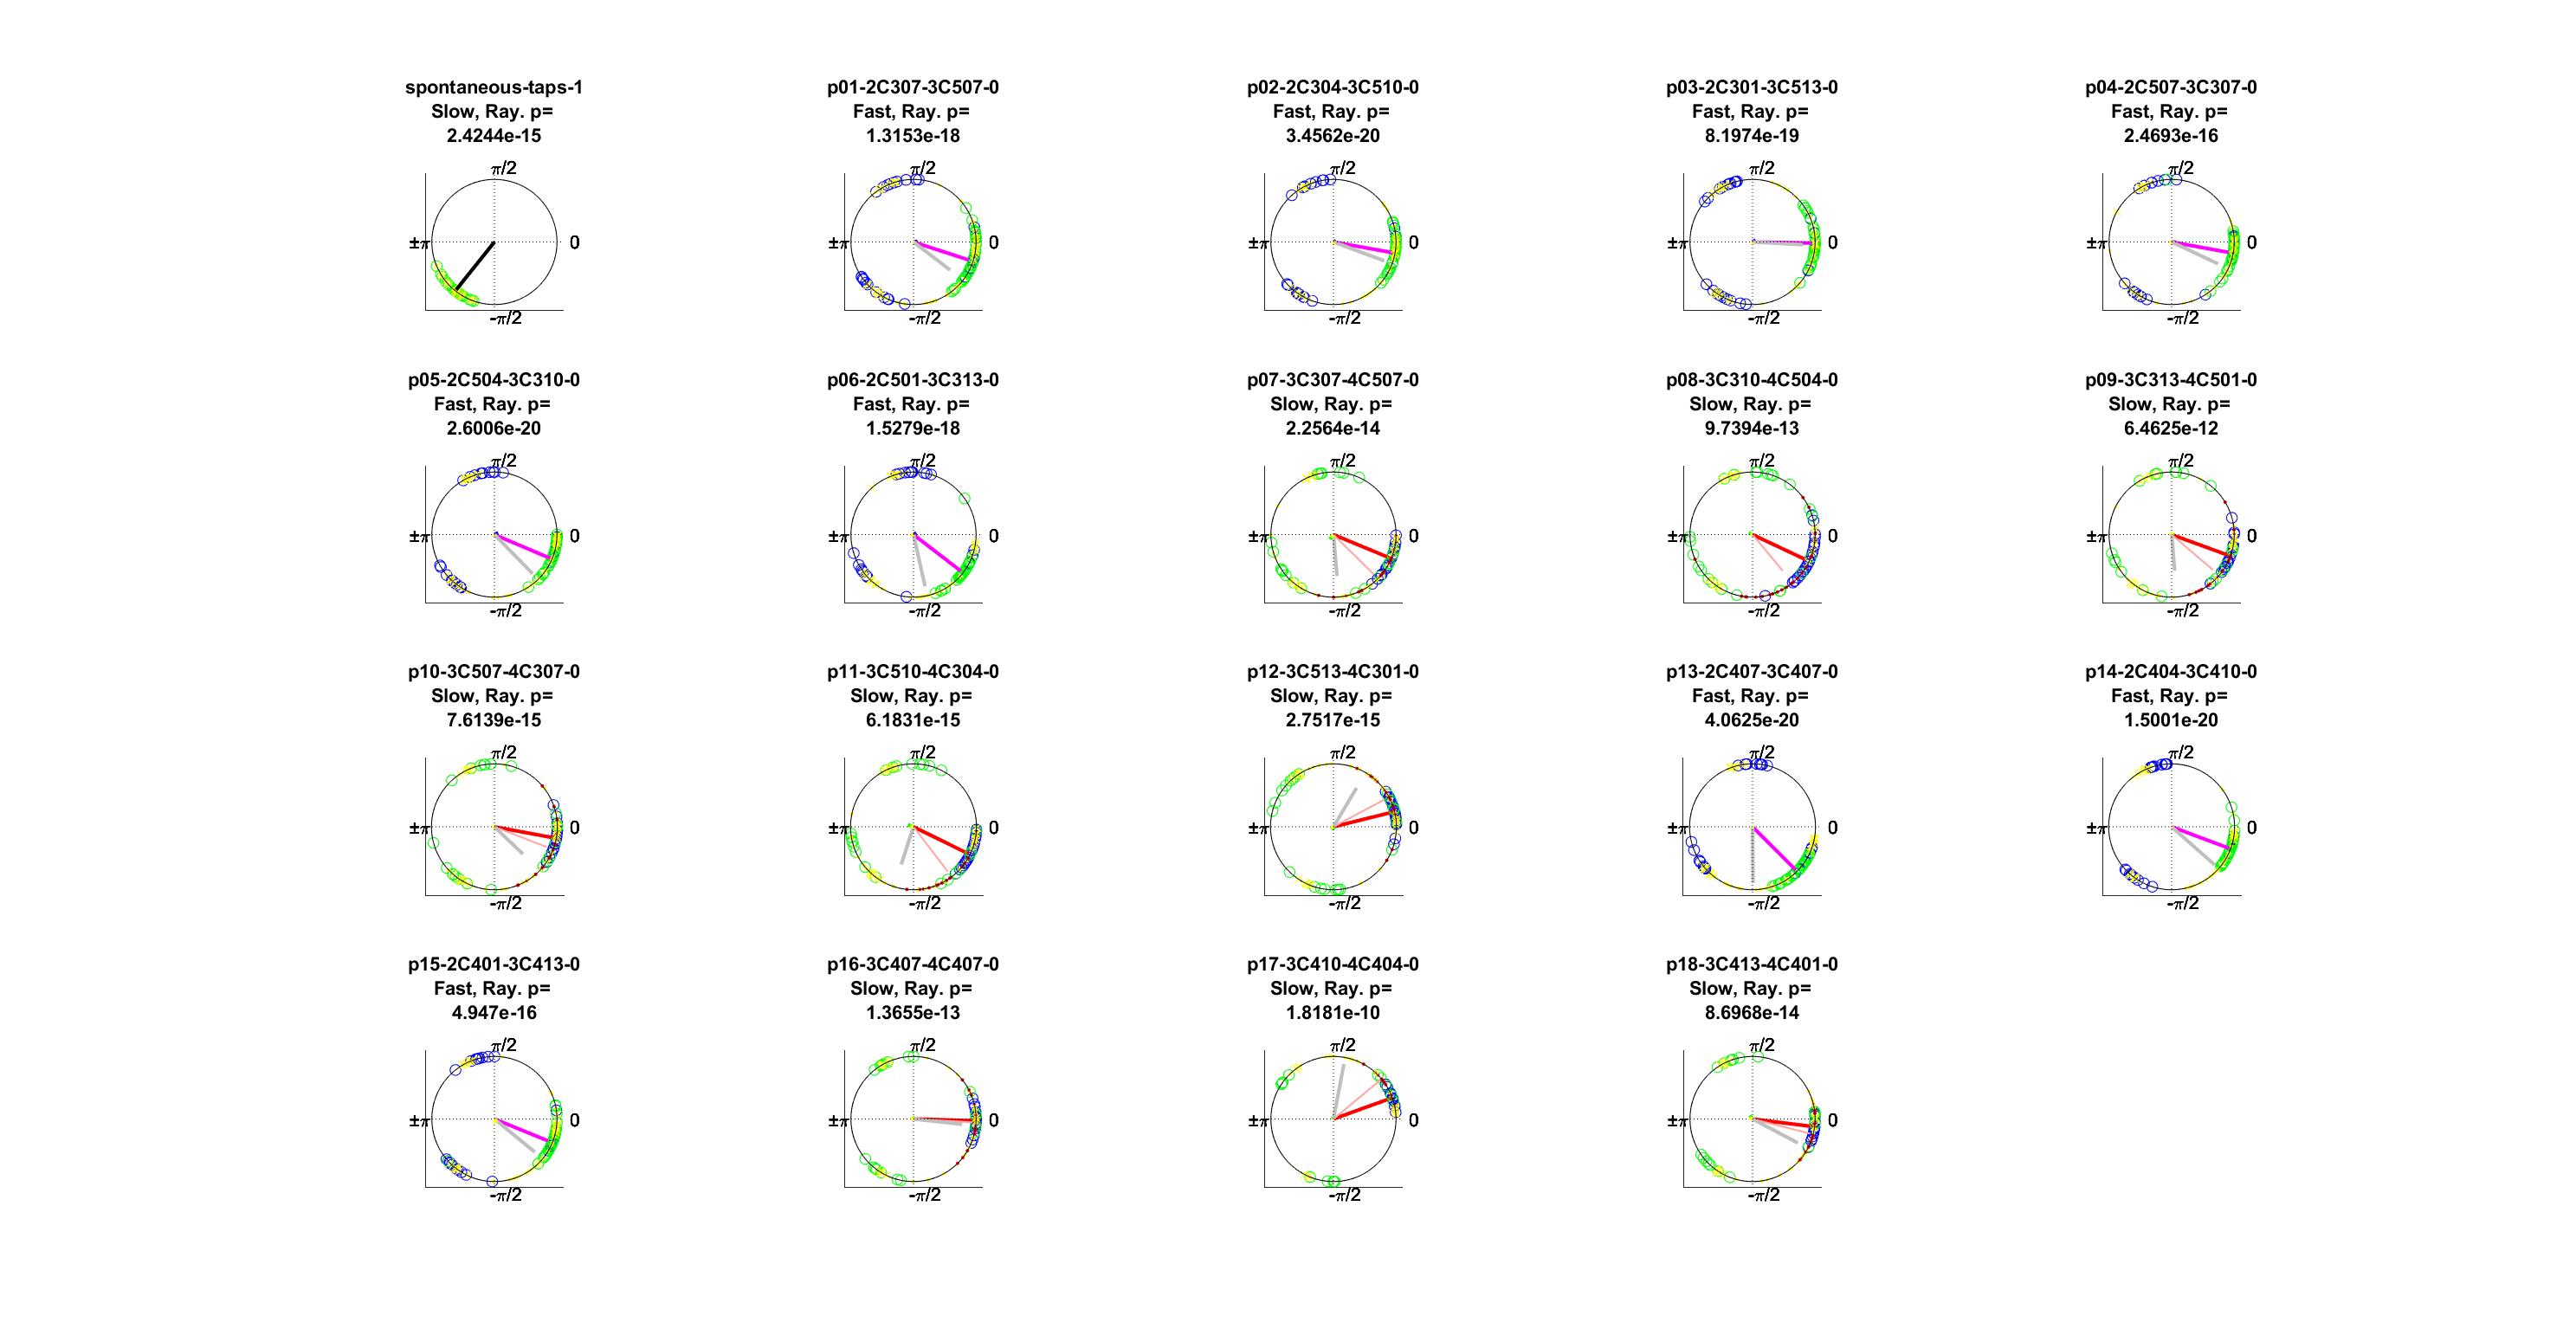 spontaneous-taps-1
Slow, Ray. p=
2.4244e-15
π/2
±π
0
-π/2
p01-2C307-3C507-0
Fast, Ray. p=
1.3153e-18
π/2
±π
0
-π/2
p02-2C304-3C510-0
Fast, Ray. p=
3.4562e-20
π/2
±π
0
-π/2
p03-2C301-3C513-0
Fast, Ray. p=
8.1974e-19
π/2
±π
0
-π/2
p04-2C507-3C307-0
Fast, Ray. p=
2.4693e-16
π/2
±π
0
-π/2
p05-2C504-3C310-0
Fast, Ray. p=
2.6006e-20
π/2
±π
0
-π/2
p06-2C501-3C313-0
Fast, Ray. p=
1.5279e-18
π/2
±π
0
-π/2
p07-3C307-4C507-0
Slow, Ray. p=
2.2564e-14
π/2
±π
0
-π/2
p08-3C310-4C504-0
Slow, Ray. p=
9.7394e-13
π/2
±π
0
-π/2
p09-3C313-4C501-0
Slow, Ray. p=
6.4625e-12
π/2
±π
0
-π/2
p10-3C507-4C307-0
Slow, Ray. p=
7.6139e-15
π/2
±π
0
-π/2
p11-3C510-4C304-0
Slow, Ray. p=
6.1831e-15
π/2
±π
0
-π/2
p12-3C513-4C301-0
Slow, Ray. p=
2.7517e-15
π/2
±π
0
-π/2
p13-2C407-3C407-0
Fast, Ray. p=
4.0625e-20
π/2
±π
0
-π/2
p14-2C404-3C410-0
Fast, Ray. p=
1.5001e-20
π/2
±π
0
-π/2
p15-2C401-3C413-0
Fast, Ray. p=
4.947e-16
π/2
±π
0
-π/2
p16-3C407-4C407-0
Slow, Ray. p=
1.3655e-13
π/2
±π
0
-π/2
p17-3C410-4C404-0
Slow, Ray. p=
1.8181e-10
π/2
±π
0
-π/2
p18-3C413-4C401-0
Slow, Ray. p=
8.6968e-14
π/2
±π
0
-π/2